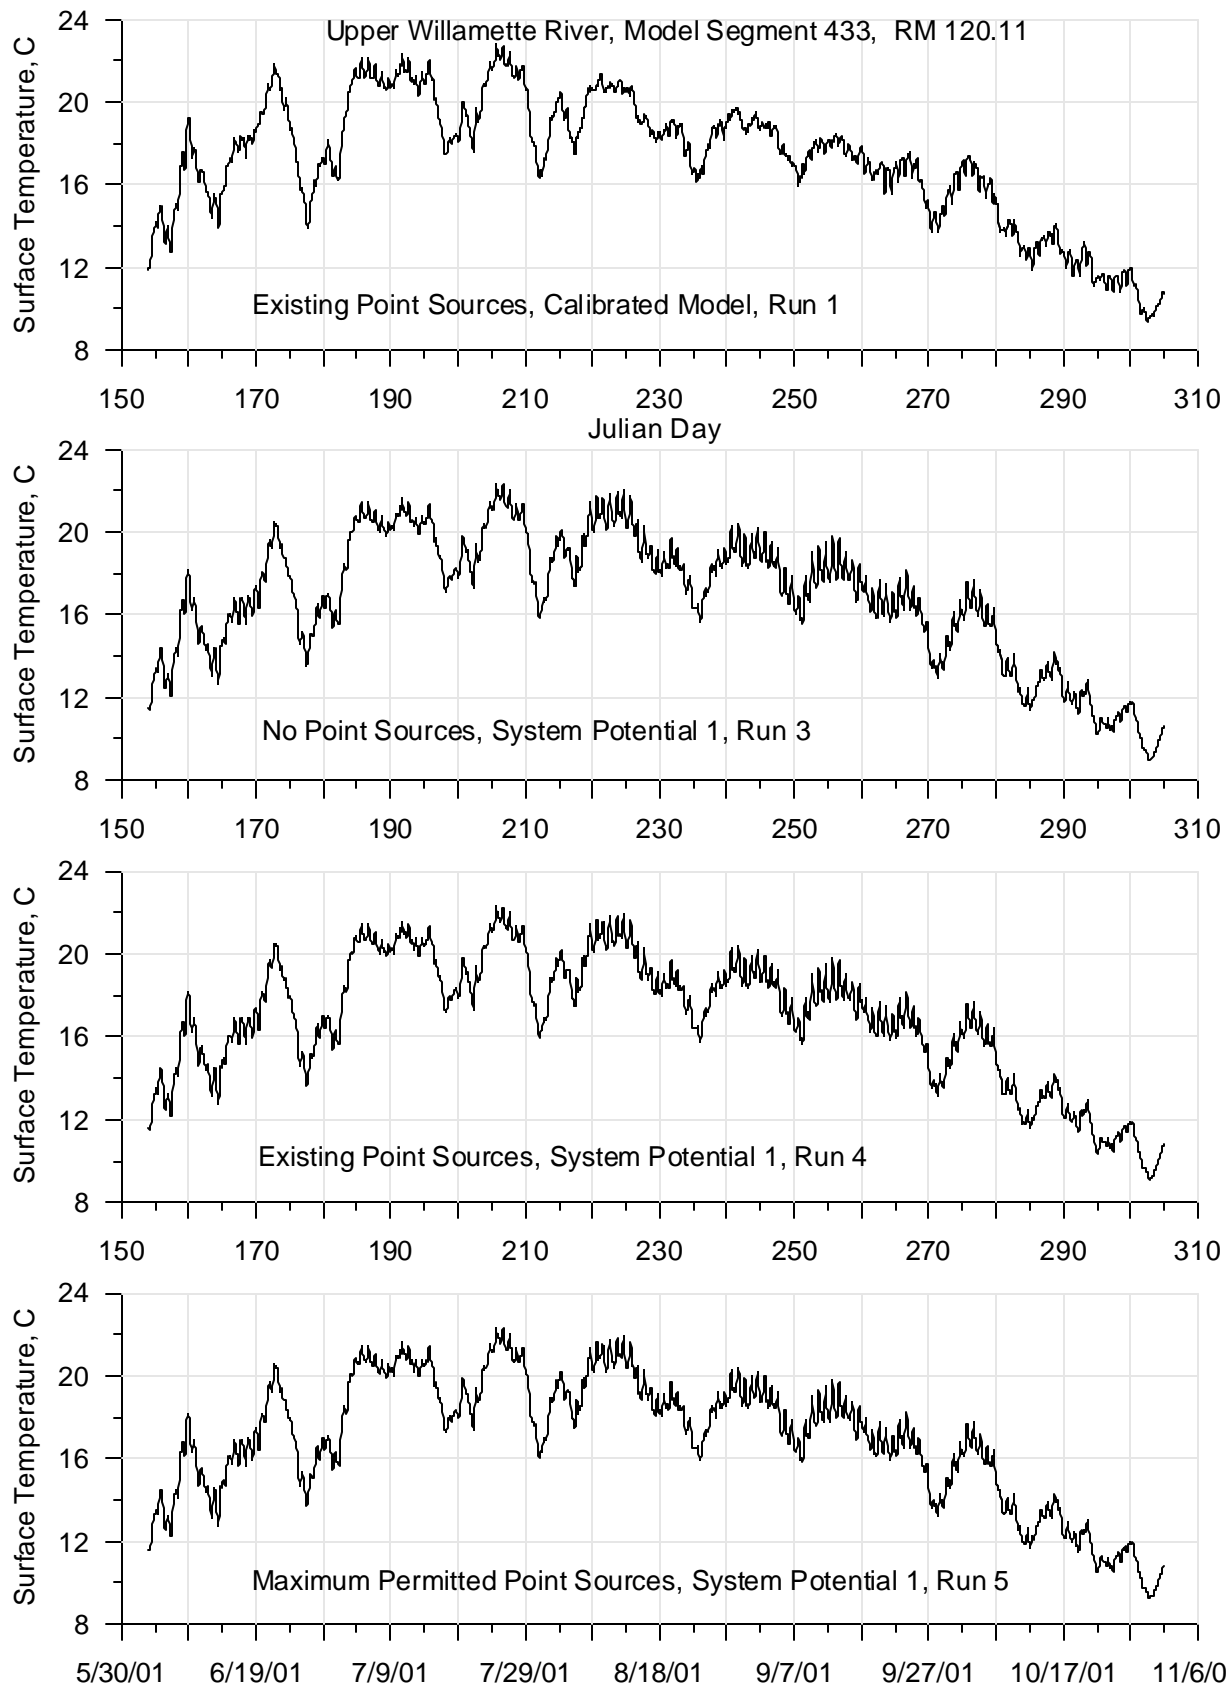 Upper Willamette River, Model Segment 433, RM 120.11
Surface Temperature, C
24
20
16
12
8
Existing Point Sources, Calibrated Model, Run 1
150 170 190 210 230 250 270 290 310
Julian Day
Surface Temperature, C
24
20
16
12
8
No Point Sources, System Potential 1, Run 3
150 170 190 210 230 250 270 290 310
Surface Temperature, C
24
20
16
12
8
Existing Point Sources, System Potential 1, Run 4
150 170 190 210 230 250 270 290 310
Surface Temperature, C
24
20
16
12
8
Maximum Permitted Point Sources, System Potential 1, Run 5
5/30/01 6/19/01 7/9/01 7/29/01 8/18/01 9/7/01 9/27/01 10/17/01 11/6/0